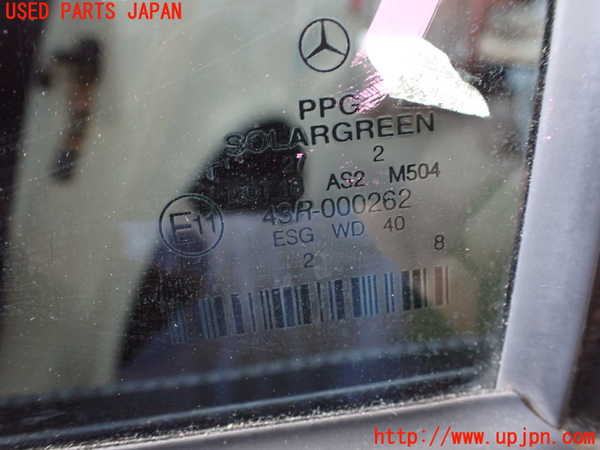 USED PARTS JAPAN
PPG
SOLARGREEN
2
AS2 M504
E11
43R-000262
ESG WD 40
2 8
http://www.upjpn.com/